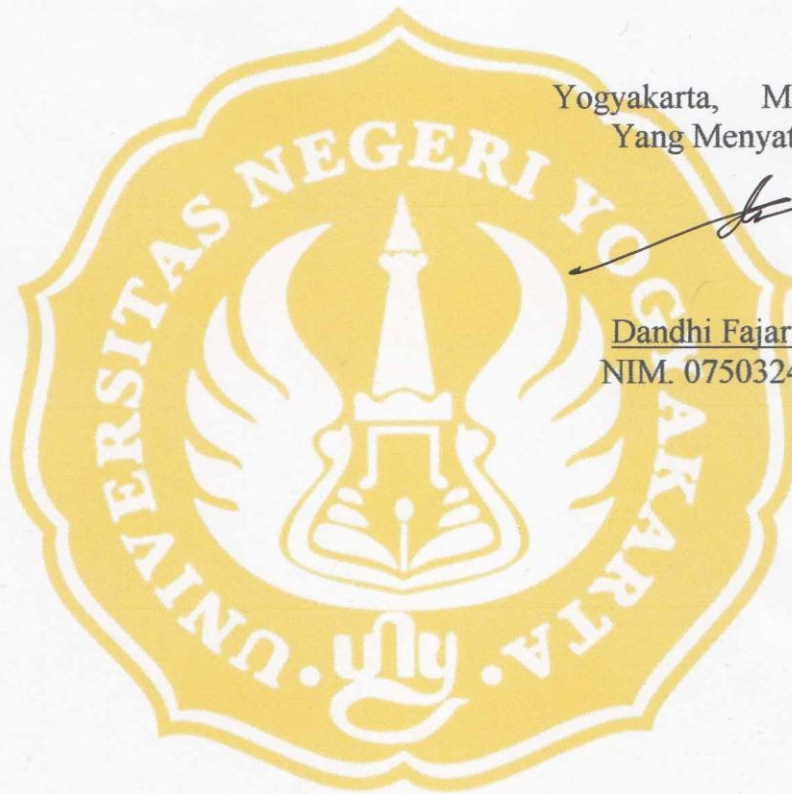 Yogyakarta, M
Yang Menyat
Dandhi Fajar
NIM. 0750324
UNIVERSITAS NEGERI YOGYAKARTA
uny